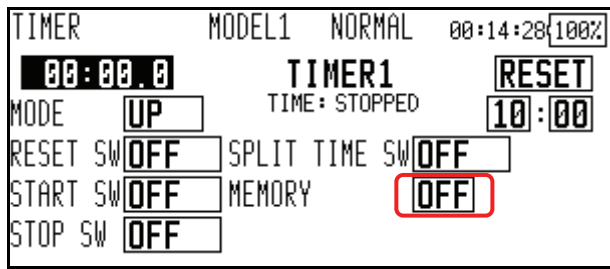 TIMER MODEL1 NORMAL 00:14:28 100%
00:00.0 TIMER1 RESET
TIME: STOPPED
MODE UP 10:00
RESET SW OFF SPLIT TIME SW OFF
START SW OFF MEMORY OFF
STOP SW OFF